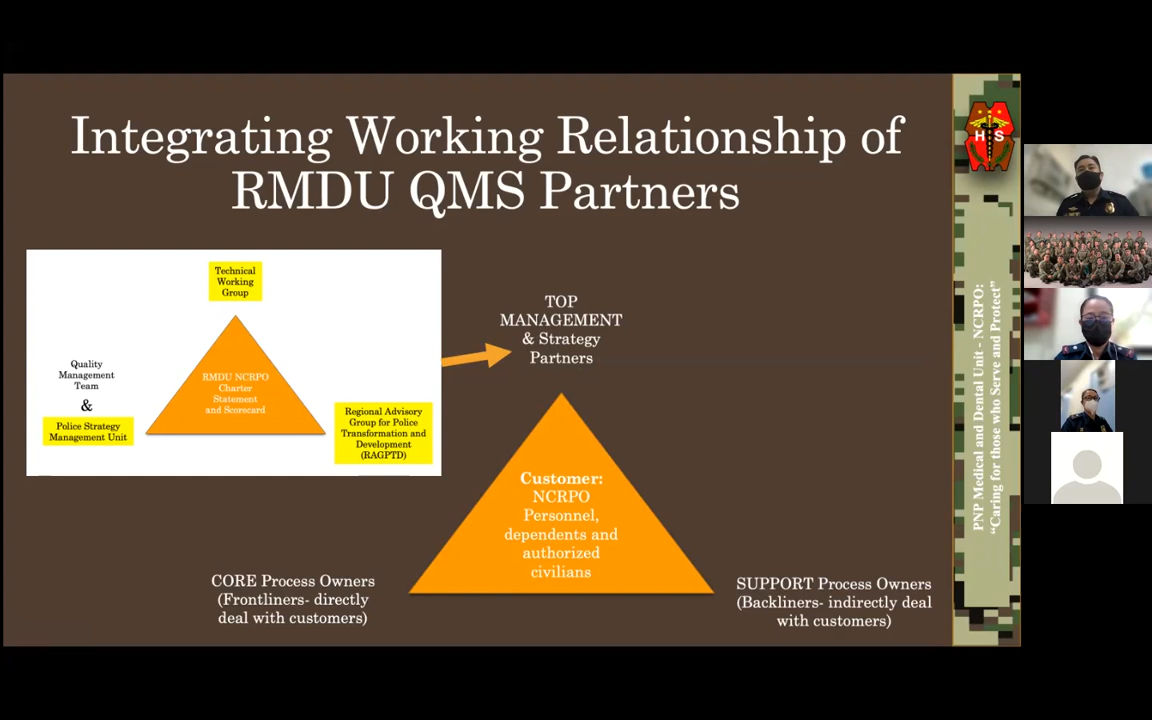 Integrating Working Relationship of
RMDU QMS Partners
Technical
Working
Group
Quality
Management
Team
&
Police Strategy
Management Unit
RMDU NCRPO
Charter
Statement
and Scorecard
Regional Advisory
Group for Police
Transformation and
Development
(RAGPTD)
TOP
MANAGEMENT
& Strategy
Partners
Customer:
NCRPO
Personnel,
dependents and
authorized
civilians
CORE Process Owners
(Frontliners- directly
deal with customers)
SUPPORT Process Owners
(Backliners- indirectly deal
with customers)
H S
PNP Medical and Dental Unit - NCRPO:
“Caring for those who Serve and Protect”